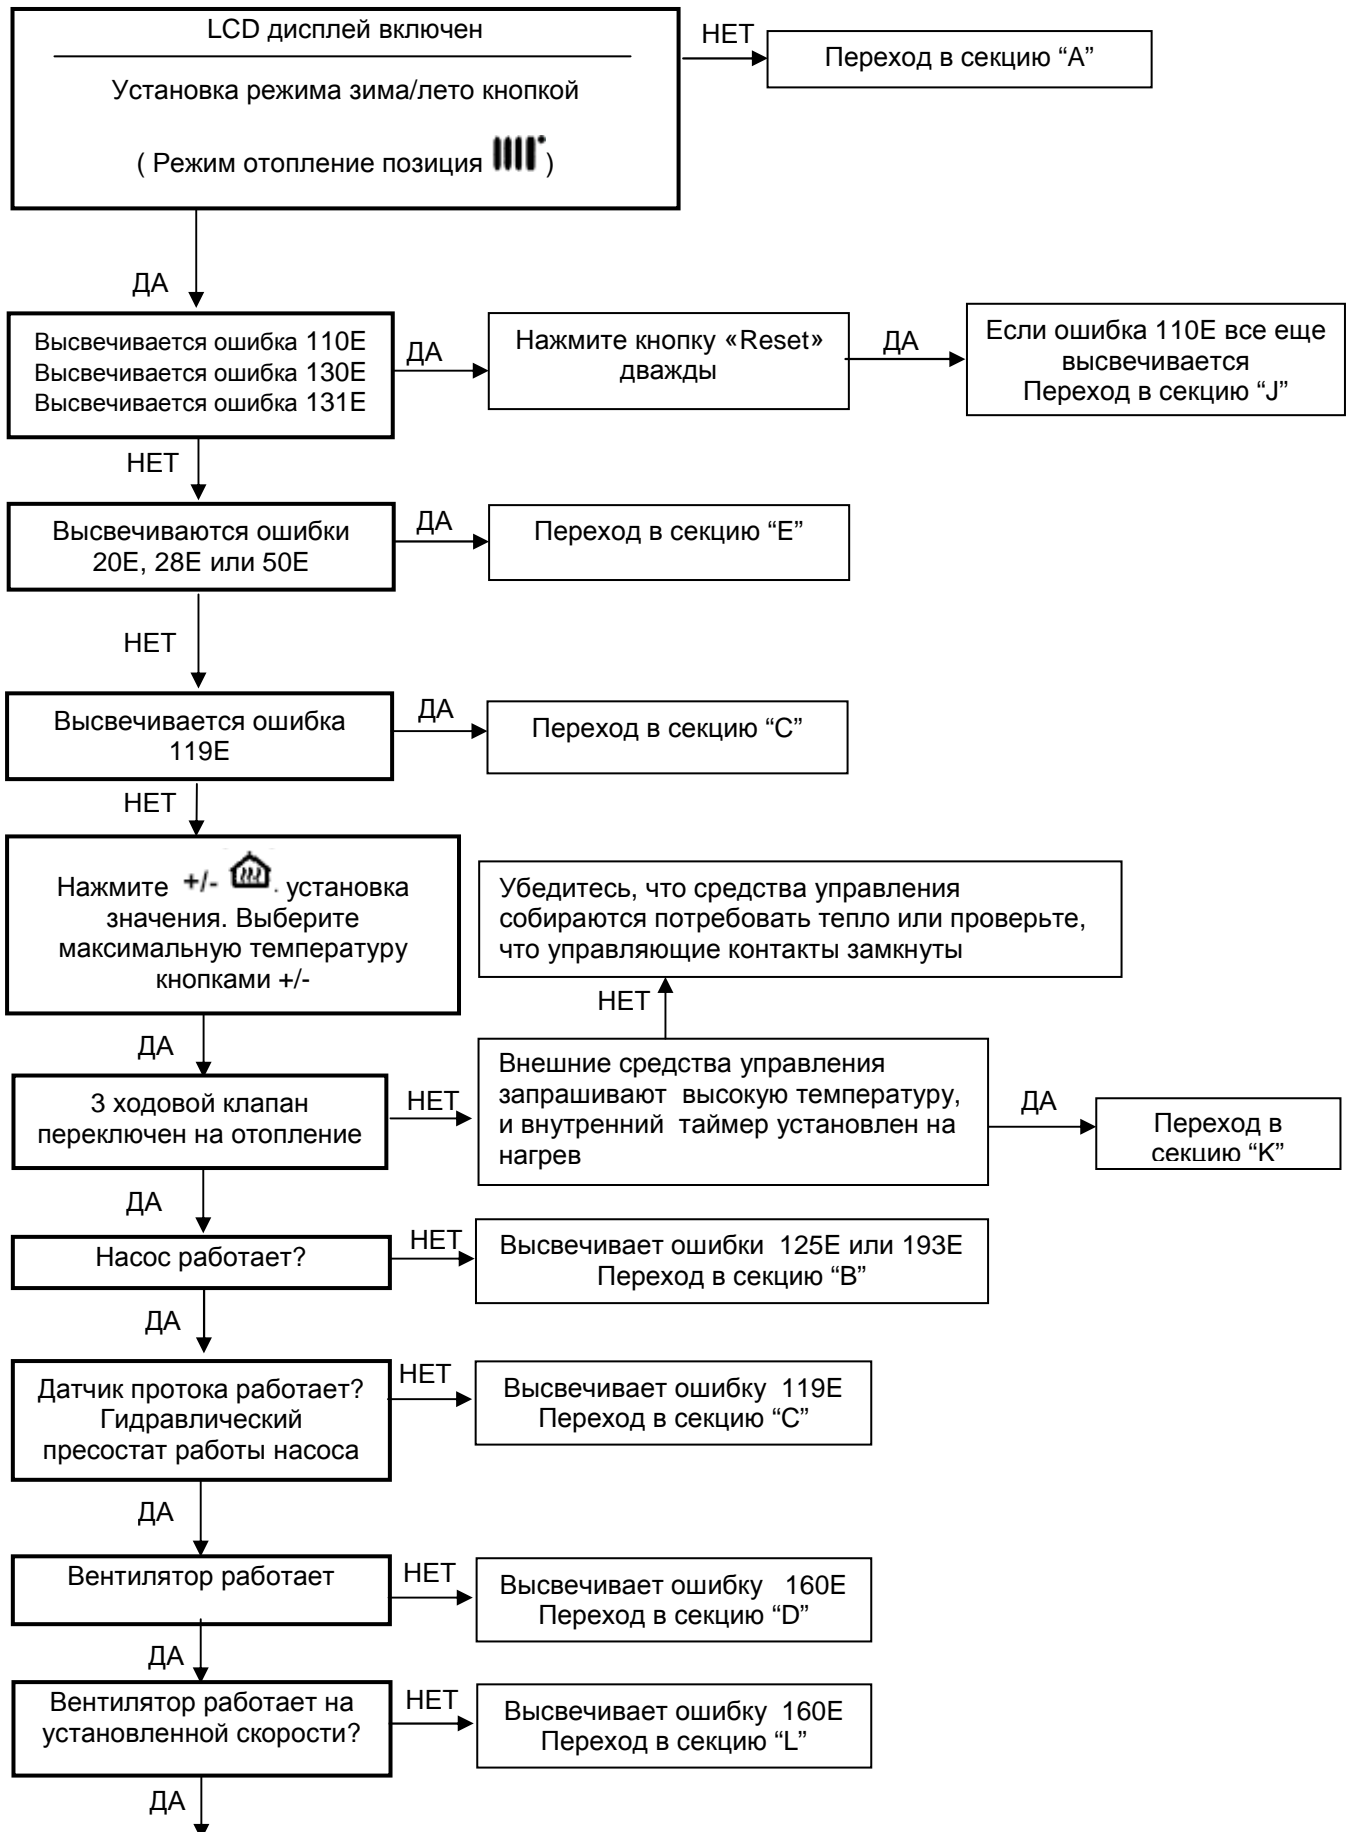 LCD дисплей включен
НЕТ
Переход в секцию “A”
Установка режима зима/лето кнопкой
( Режим отопление позиция )
ДА
Высвечивается ошибка 110E
Высвечивается ошибка 130E
Высвечивается ошибка 131E
ДА
Нажмите кнопку «Reset»
дважды
ДА
Если ошибка 110E все еще
высвечивается
Переход в секцию “J”
НЕТ
Высвечиваются ошибки
20E, 28E или 50E
ДА
Переход в секцию “E”
НЕТ
Высвечивается ошибка
119E
ДА
Переход в секцию “C”
НЕТ
Нажмите +/- . установка
значения. Выберите
максимальную температуру
кнопками +/-
Убедитесь, что средства управления
собираются потребовать тепло или проверьте,
что управляющие контакты замкнуты
НЕТ
ДА
3 ходовой клапан
переключен на отопление
НЕТ
Внешние средства управления
запрашивают высокую температуру,
и внутренний таймер установлен на
нагрев
ДА
Переход в
секцию “K”
ДА
Насос работает?
НЕТ
Высвечивает ошибки 125E или 193E
Переход в секцию “B”
ДА
Датчик протока работает?
Гидравлический
пресостат работы насоса
НЕТ
Высвечивает ошибку 119E
Переход в секцию “C”
ДА
Вентилятор работает
НЕТ
Высвечивает ошибку 160E
Переход в секцию “D”
ДА
Вентилятор работает на
установленной скорости?
НЕТ
Высвечивает ошибку 160E
Переход в секцию “L”
ДА